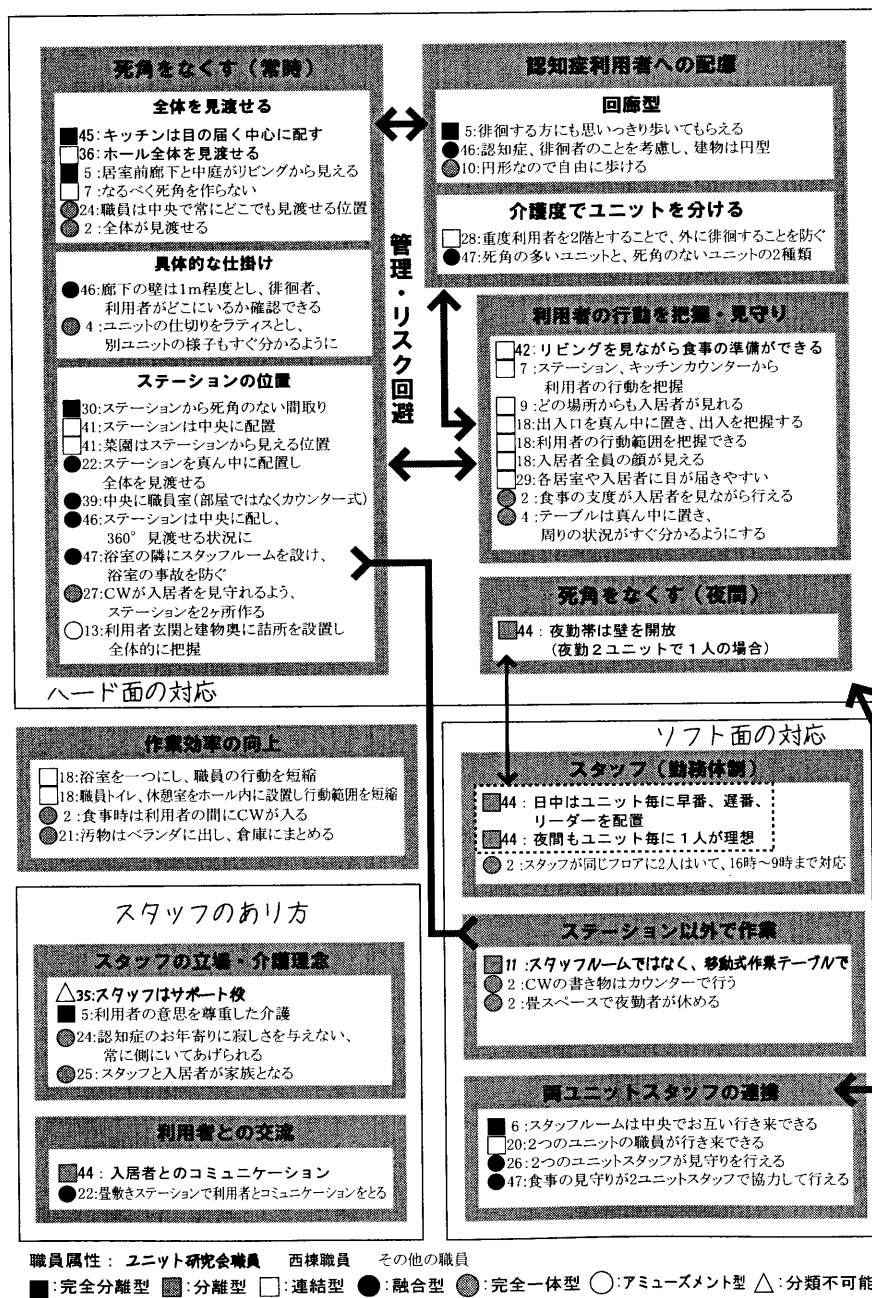 死角をなくす（常時）
全体を見渡せる
■45:キッチンは目の届く中心に配す
□36:ホール全体を見渡せる
■5:居室前廊下と中庭がリビングから見える
□7:なるべく死角を作らない
●24:職員は中央で常にどこでも見渡せる位置
●2:全体が見渡せる
具体的な仕掛け
●46:廊下の壁は1m程度とし、徘徊者、
利用者がどこにいるか確認できる
●4:ユニットの仕切りをラティスとし、
別ユニットの様子もすぐ分かるように
ステーションの位置
■30:ステーションから死角のない間取り
□41:ステーションは中央に配置
□41:菜園はステーションから見える位置
●22:ステーションを真ん中に配置し
全体を見渡せる
●39:中央に職員室(部屋ではなくカウンター式)
●46:ステーションは中央に配し、
360°見渡せる状況に
●47:浴室の隣にスタッフルームを設け、
浴室の事故を防ぐ
●27:CWが入居者を見守れるよう、
ステーションを2ヶ所作る
○13:利用者玄関と建物奥に詰所を設置し
全体的に把握
ハード面の対応
管理・リスク回避
認知症利用者への配慮
回廊型
■5:徘徊する方にも思いっきり歩いてもらえる
●46:認知症、徘徊者のことを考慮し、建物は円型
●10:円形なので自由に歩ける
介護度でユニットを分ける
□28:重度利用者を2階とすることで、外に徘徊することを防ぐ
●47:死角の多いユニットと、死角のないユニットの2種類
利用者の行動を把握・見守り
□42:リビングを見ながら食事の準備ができる
□7:ステーション、キッチンカウンターから
利用者の行動を把握
□9:どの場所からも入居者が見れる
□18:出入口を真ん中に置き、出入を把握する
□18:利用者の行動範囲を把握できる
□18:入居者全員の顔が見える
□29:各居室や入居者に目が届きやすい
●2:食事の支度が入居者を見ながら行える
●4:テーブルは真ん中に置き、
周りの状況がすぐ分かるようにする
死角をなくす（夜間）
■44:夜勤帯は壁を開放
(夜勤2ユニットで1人の場合)
作業効率の向上
□18:浴室を一つにし、職員の行動を短縮
□18:職員トイレ、休憩室をホール内に設置し行動範囲を短縮
●2:食事時は利用者の間にCWが入る
●21:汚物はベランダに出し、倉庫にまとめる
ソフト面の対応
スタッフ（勤務体制）
■44:日中はユニット毎に早番、遅番、
リーダーを配置
■44:夜間もユニット毎に1人が理想
●2:スタッフが同じフロアに2人はいて、16時～9時まで対応
ステーション以外で作業
■11:スタッフルームではなく、移動式作業テーブルで
●2:CWの書き物はカウンターで行う
●2:畳スペースで夜勤者が休める
両ユニットスタッフの連携
■6:スタッフルームは中央でお互い行き来できる
□20:2つのユニットの職員が行き来できる
●26:2つのユニットスタッフが見守りを行える
●47:食事の見守りが2ユニットスタッフで協力して行える
スタッフのあり方
スタッフの立場・介護理念
△35:スタッフはサポート役
■5:利用者の意思を尊重した介護
●24:認知症のお年寄りに寂しさを与えない、
常に側にいてあげられる
●25:スタッフと入居者が家族となる
利用者との交流
■44:入居者とのコミュニケーション
●22:畳敷きステーションで利用者とコミュニケーションをとる
職員属性：ユニット研究会職員 西棟職員 その他の職員
■:完全分離型 ■:分離型 □:連結型 ●:融合型 ●:完全一体型 ○:アミューズメント型 △:分類不可能